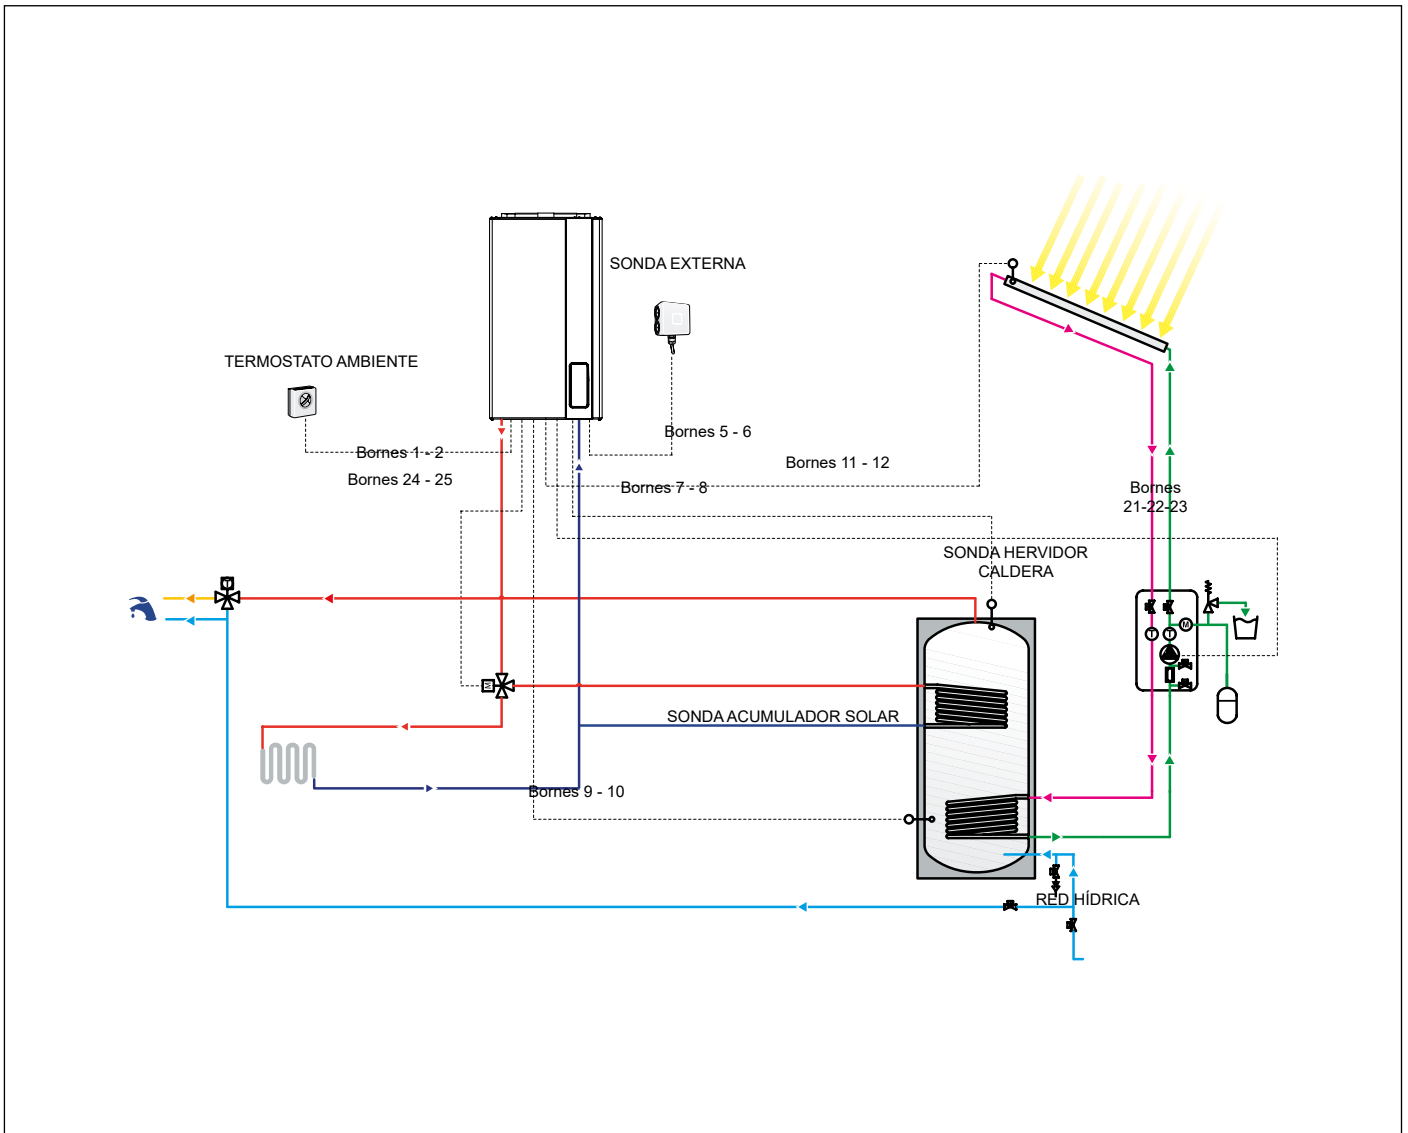 SONDA EXTERNA
TERMOSTATO AMBIENTE
Bornes 5 - 6
Bornes 1 - 2
Bornes 11 - 12
Bornes 24 - 25
Bornes 7 - 8
Bornes
21-22-23
SONDA HERVIDOR
CALDERA
T
M
T
T
M
SONDA ACUMULADOR SOLAR
Bornes 9 - 10
RED HÍDRICA